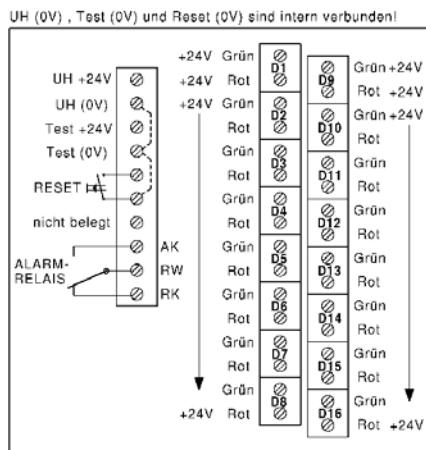 UH (0V) , Test (0V) und Reset (0V) sind intern verbunden!
UH +24V
UH (0V)
Test +24V
Test (0V)
RESET
nicht belegt
AK
ALARM-
RELAIS
RW
RK
+24V Grün
D1
+24V Rot
+24V Grün
D2
Rot
Grün
D3
Rot
Grün
D4
Rot
Grün
D5
Rot
Grün
D6
Rot
Grün
D7
Rot
Grün
D8
+24V Rot
Grün +24V
D9
Rot +24V
Grün +24V
D10
Rot
Grün
D11
Rot
Grün
D12
Rot
Grün
D13
Rot
Grün
D14
Rot
Grün
D15
Rot
Grün
D16
Rot +24V